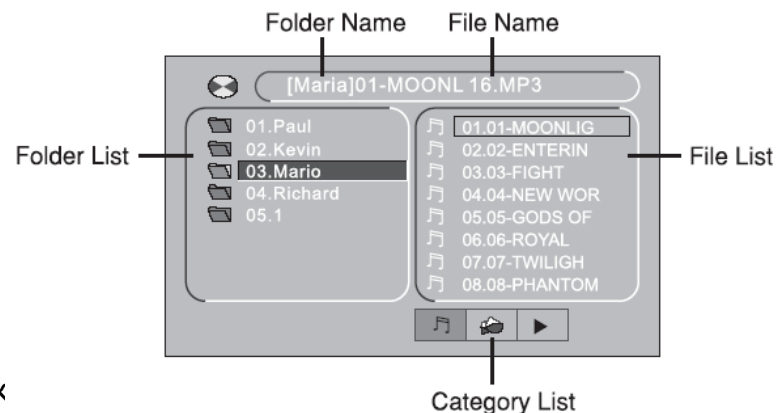 Folder Name
File Name
[Maria]01-MOONL 16.MP3
Folder List
01.Paul
02.Kevin
03.Mario
04.Richard
05.1
01.01-MOONLIG
02.02-ENTERIN
03.03-FIGHT
04.04-NEW WOR
05.05-GODS OF
06.06-ROYAL
07.07-TWILIGH
08.08-PHANTOM
File List
Category List